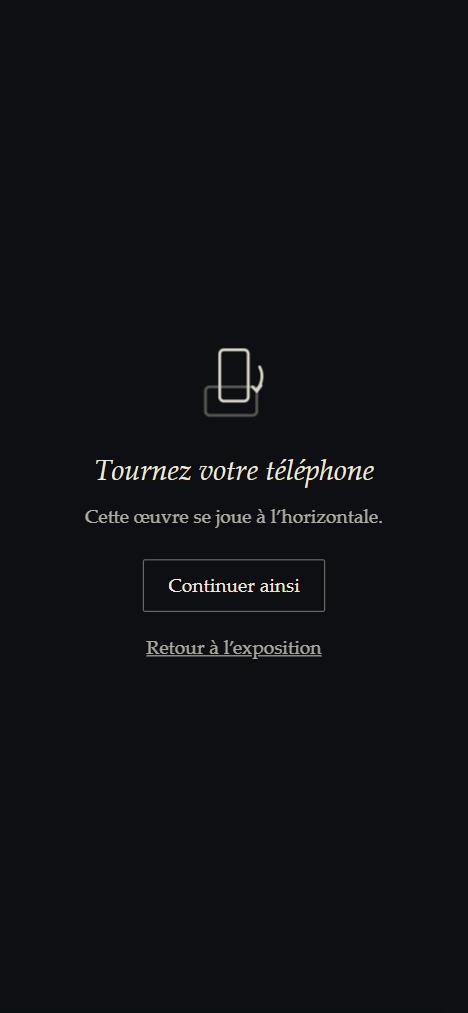 Tournez votre téléphone
Cette œuvre se joue à l’horizontale.
Continuer ainsi
Retour à l’exposition